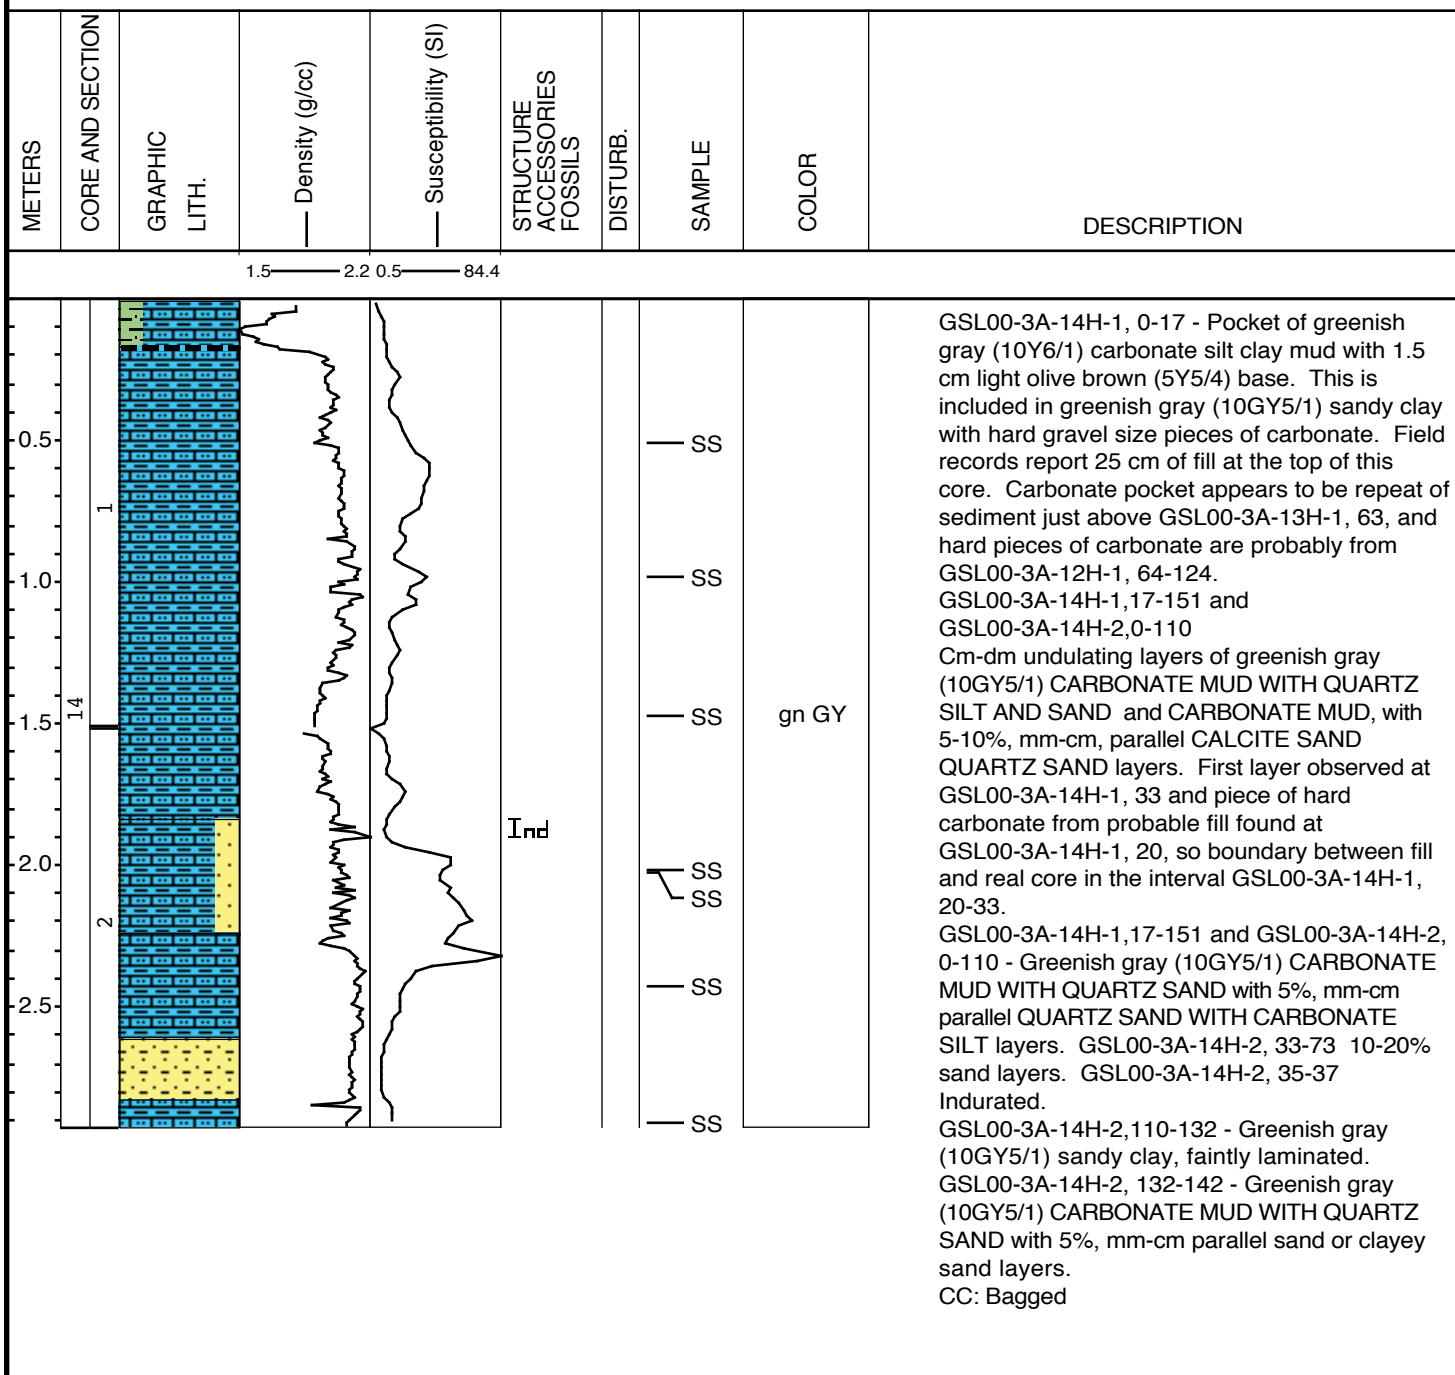 METERS
CORE AND SECTION
GRAPHIC
LITH.
Density (g/cc)
Susceptibility (SI)
STRUCTURE
ACCESSORIES
FOSSILS
DISTURB.
SAMPLE
COLOR
DESCRIPTION
1.5 2.2 0.5 84.4
0.5
1.0
1.5
2.0
2.5
14
1
2
Ind
SS
SS
SS
SS
SS
SS
SS
gn GY
GSL00-3A-14H-1, 0-17 - Pocket of greenish
gray (10Y6/1) carbonate silt clay mud with 1.5
cm light olive brown (5Y5/4) base. This is
included in greenish gray (10GY5/1) sandy clay
with hard gravel size pieces of carbonate. Field
records report 25 cm of fill at the top of this
core. Carbonate pocket appears to be repeat of
sediment just above GSL00-3A-13H-1, 63, and
hard pieces of carbonate are probably from
GSL00-3A-12H-1, 64-124.
GSL00-3A-14H-1,17-151 and
GSL00-3A-14H-2,0-110
Cm-dm undulating layers of greenish gray
(10GY5/1) CARBONATE MUD WITH QUARTZ
SILT AND SAND and CARBONATE MUD, with
5-10%, mm-cm, parallel CALCITE SAND
QUARTZ SAND layers. First layer observed at
GSL00-3A-14H-1, 33 and piece of hard
carbonate from probable fill found at
GSL00-3A-14H-1, 20, so boundary between fill
and real core in the interval GSL00-3A-14H-1,
20-33.
GSL00-3A-14H-1,17-151 and GSL00-3A-14H-2,
0-110 - Greenish gray (10GY5/1) CARBONATE
MUD WITH QUARTZ SAND with 5%, mm-cm
parallel QUARTZ SAND WITH CARBONATE
SILT layers. GSL00-3A-14H-2, 33-73 10-20%
sand layers. GSL00-3A-14H-2, 35-37
Indurated.
GSL00-3A-14H-2,110-132 - Greenish gray
(10GY5/1) sandy clay, faintly laminated.
GSL00-3A-14H-2, 132-142 - Greenish gray
(10GY5/1) CARBONATE MUD WITH QUARTZ
SAND with 5%, mm-cm parallel sand or clayey
sand layers.
CC: Bagged